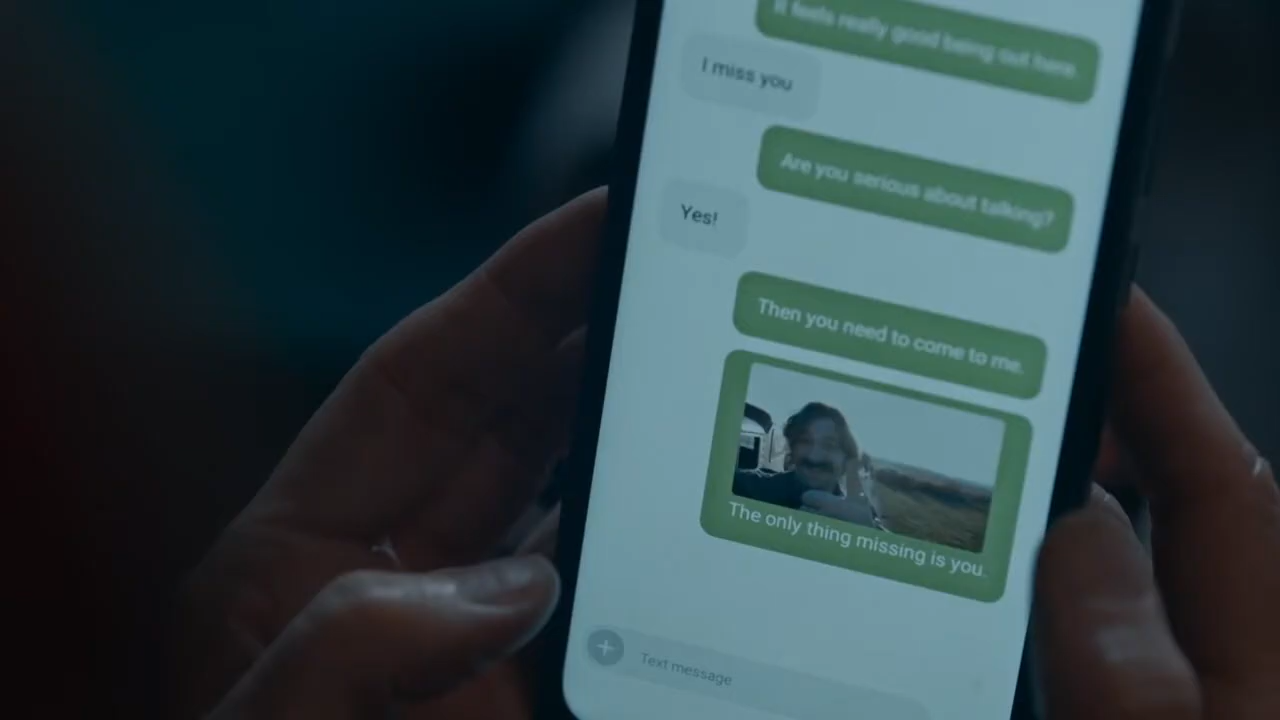 It feels really good being out here.
I miss you
Are you serious about talking?
Yes!
Then you need to come to me.
The only thing missing is you.
Text message